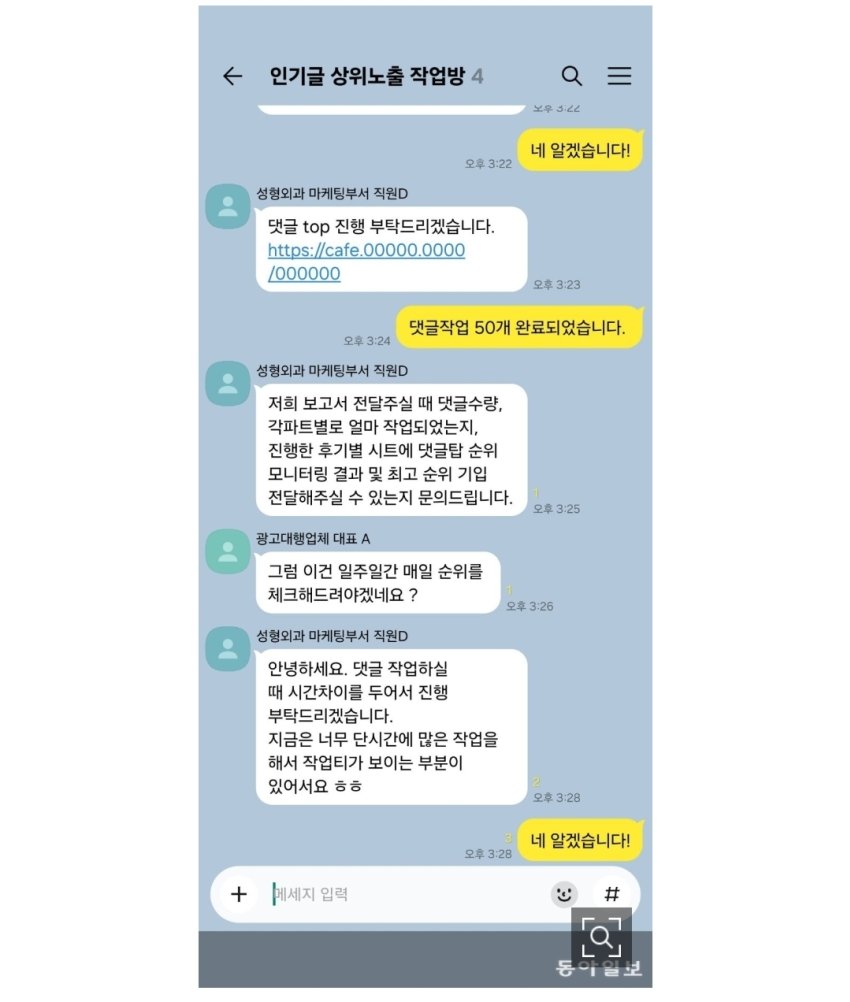 인기글 상위노출 작업방 4
오후 3:22
네 알겠습니다!
오후 3:22
성형외과 마케팅부서 직원D
댓글 top 진행 부탁드리겠습니다.
https://cafe.00000.0000
/000000
오후 3:23
댓글작업 50개 완료되었습니다.
오후 3:24
성형외과 마케팅부서 직원D
저희 보고서 전달주실 때 댓글수량,
각파트별로 얼마 작업되었는지,
진행한 후기별 시트에 댓글탑 순위
모니터링 결과 및 최고 순위 기입
전달해주실 수 있는지 문의드립니다.
1
오후 3:25
광고대행업체 대표 A
그럼 이건 일주일간 매일 순위를
체크해드려야겠네요 ?
1
오후 3:26
성형외과 마케팅부서 직원D
안녕하세요. 댓글 작업하실
때 시간차이를 두어서 진행
부탁드리겠습니다.
지금은 너무 단시간에 많은 작업을
해서 작업티가 보이는 부분이
있어서요 ㅎㅎ
2
오후 3:28
네 알겠습니다!
3
오후 3:28
메세지 입력
#
동아일보